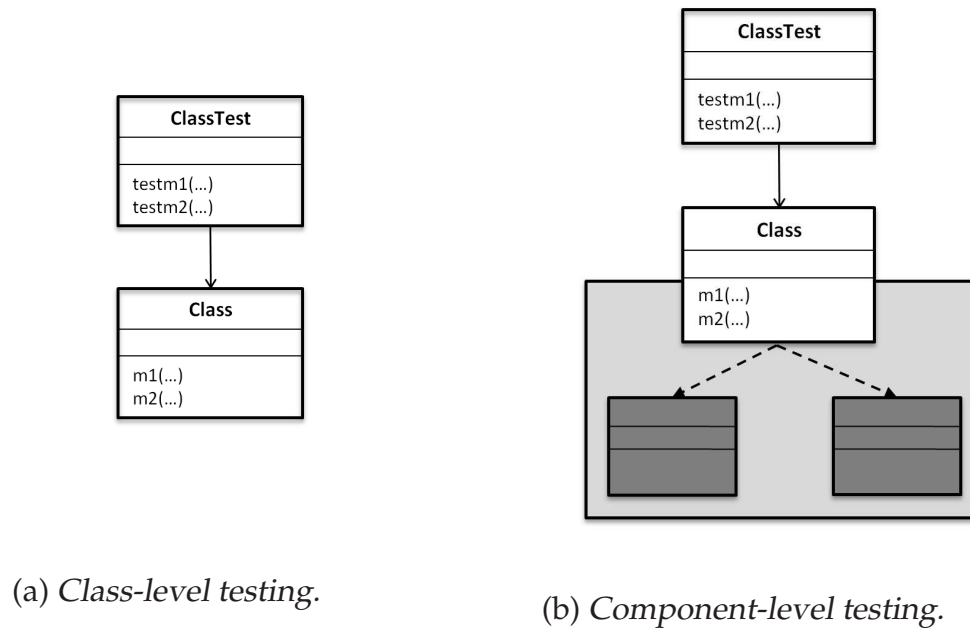 ClassTest
testm1(...)
testm2(...)
Class
m1(...)
m2(...)
(a) Class-level testing.
ClassTest
testm1(...)
testm2(...)
Class
m1(...)
m2(...)
(b) Component-level testing.